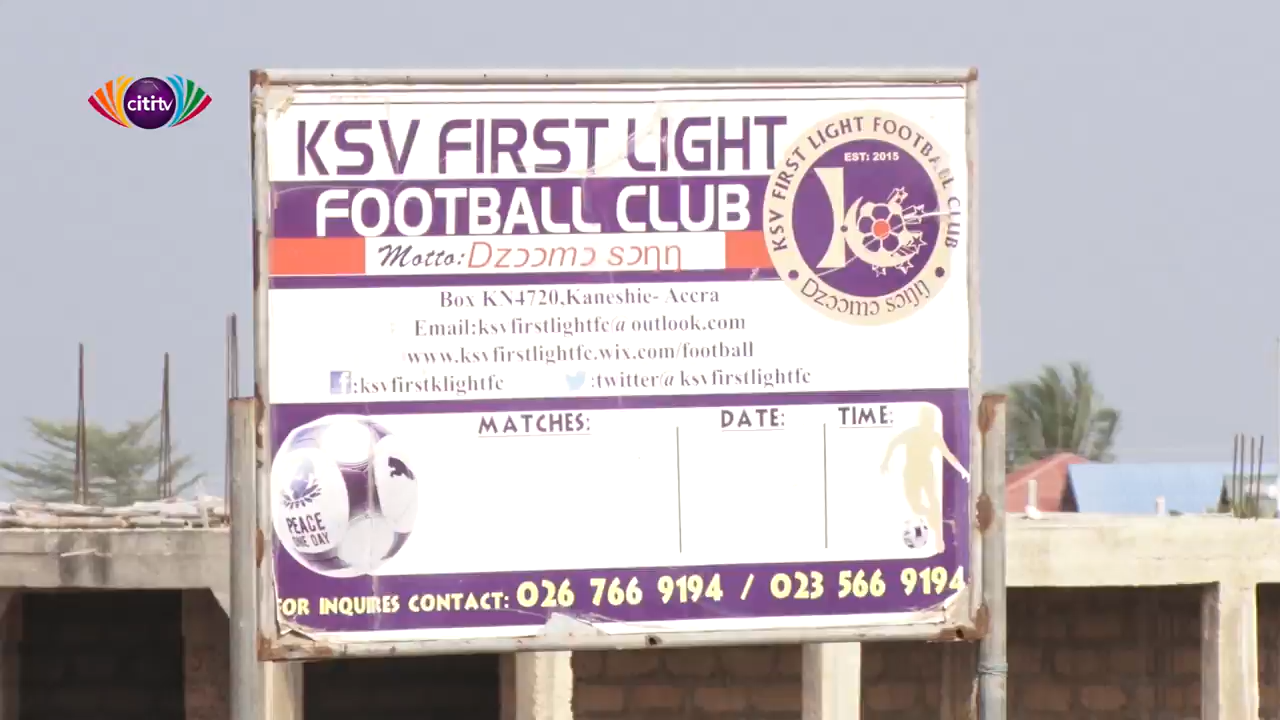 citi tv
KSV FIRST LIGHT
FOOTBALL CLUB
Motto: Dzɔɔmɔ sɔŋŋ
KSV FIRST LIGHT FOOTBALL CLUB
EST: 2015
Dzɔɔmɔ sɔŋŋ
Box KN4720,Kaneshie- Accra
Email:ksvfirstlightfc@outlook.com
www.ksvfirstlightfc.wix.com/football
f:ksvfirstklightfc :twitter@ksvfirstlightfc
MATCHES: DATE: TIME:
PEACE
ONE DAY
FOR INQUIRES CONTACT: 026 766 9194 / 023 566 9194